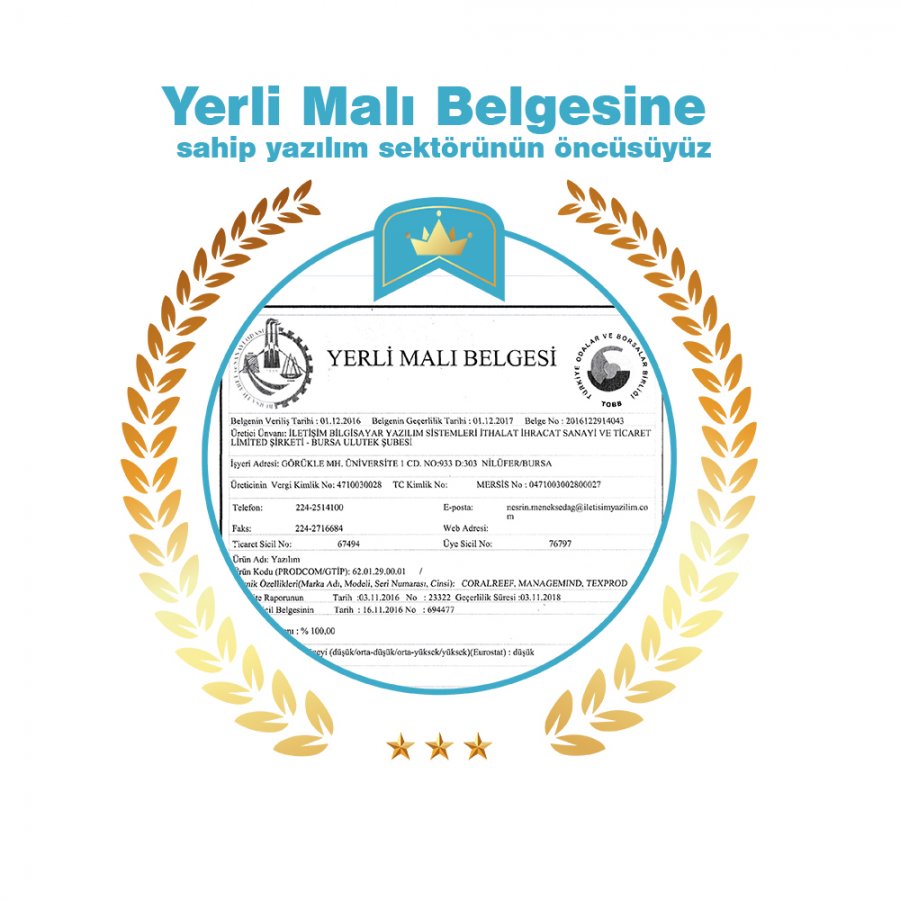 Yerli Malı Belgesine
sahip yazılım sektörünün öncüsüyüz
YERLİ MALI BELGESİ
TÜRKİYE ODALAR VE BORSALAR BİRLİĞİ
TOBB
Belgenin Veriliş Tarihi : 01.12.2016 Belgenin Geçerlilik Tarihi : 01.12.2017 Belge No : 2016122914043
Üretici Ünvanı: İLETİŞİM BİLGİSAYAR YAZILIM SİSTEMLERİ İTHALAT İHRACAT SANAYİ VE TİCARET
LİMİTED ŞİRKETİ - BURSA ULUTEK ŞUBESİ
İşyeri Adresi: GÖRÜKLE MH. ÜNİVERSİTE 1 CD. NO:933 D:303 NİLÜFER/BURSA
Üreticinin Vergi Kimlik No: 4710030028 TC Kimlik No: MERSİS No : 0471003002800027
Telefon: 224-2514100 E-posta: nesrin.meneksedag@iletisimyazilim.co
m
Faks: 224-2716684 Web Adresi:
Ticaret Sicil No: 67494 Üye Sicil No: 76797
Ürün Adı: Yazılım
Ürün Kodu (PRODCOM/GTİP): 62.01.29.00.01 /
nik Özellikleri(Marka Adı, Modeli, Seri Numarası, Cinsi): CORALREEF, MANAGEMIND, TEXPROD
ite Raporunun Tarih :03.11.2016 No : 23322 Geçerlilik Süresi :03.11.2018
cil Belgesinin Tarih : 16.11.2016 No : 694477
: % 100,00
(düşük/orta-düşük/orta-yüksek/yüksek)(Eurostat) : düşük